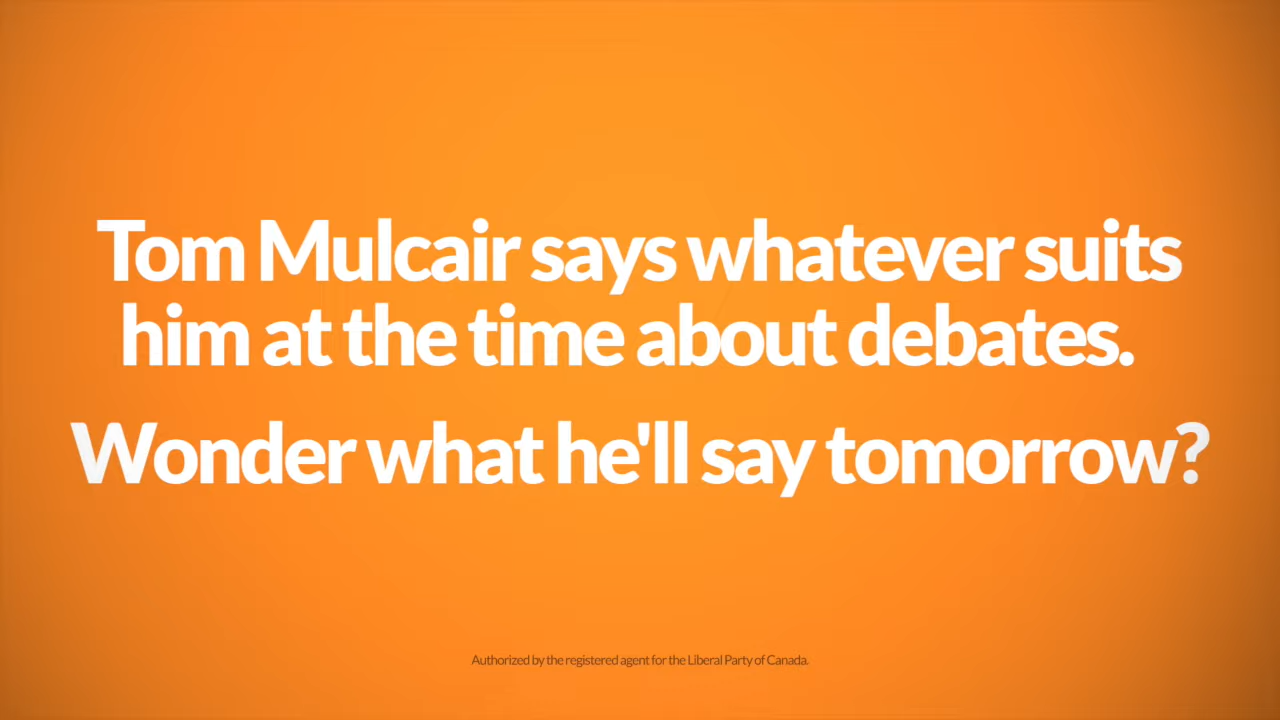 Tom Mulcair says whatever suits
him at the time about debates.
Wonder what he'll say tomorrow?
Authorized by the registered agent for the Liberal Party of Canada.